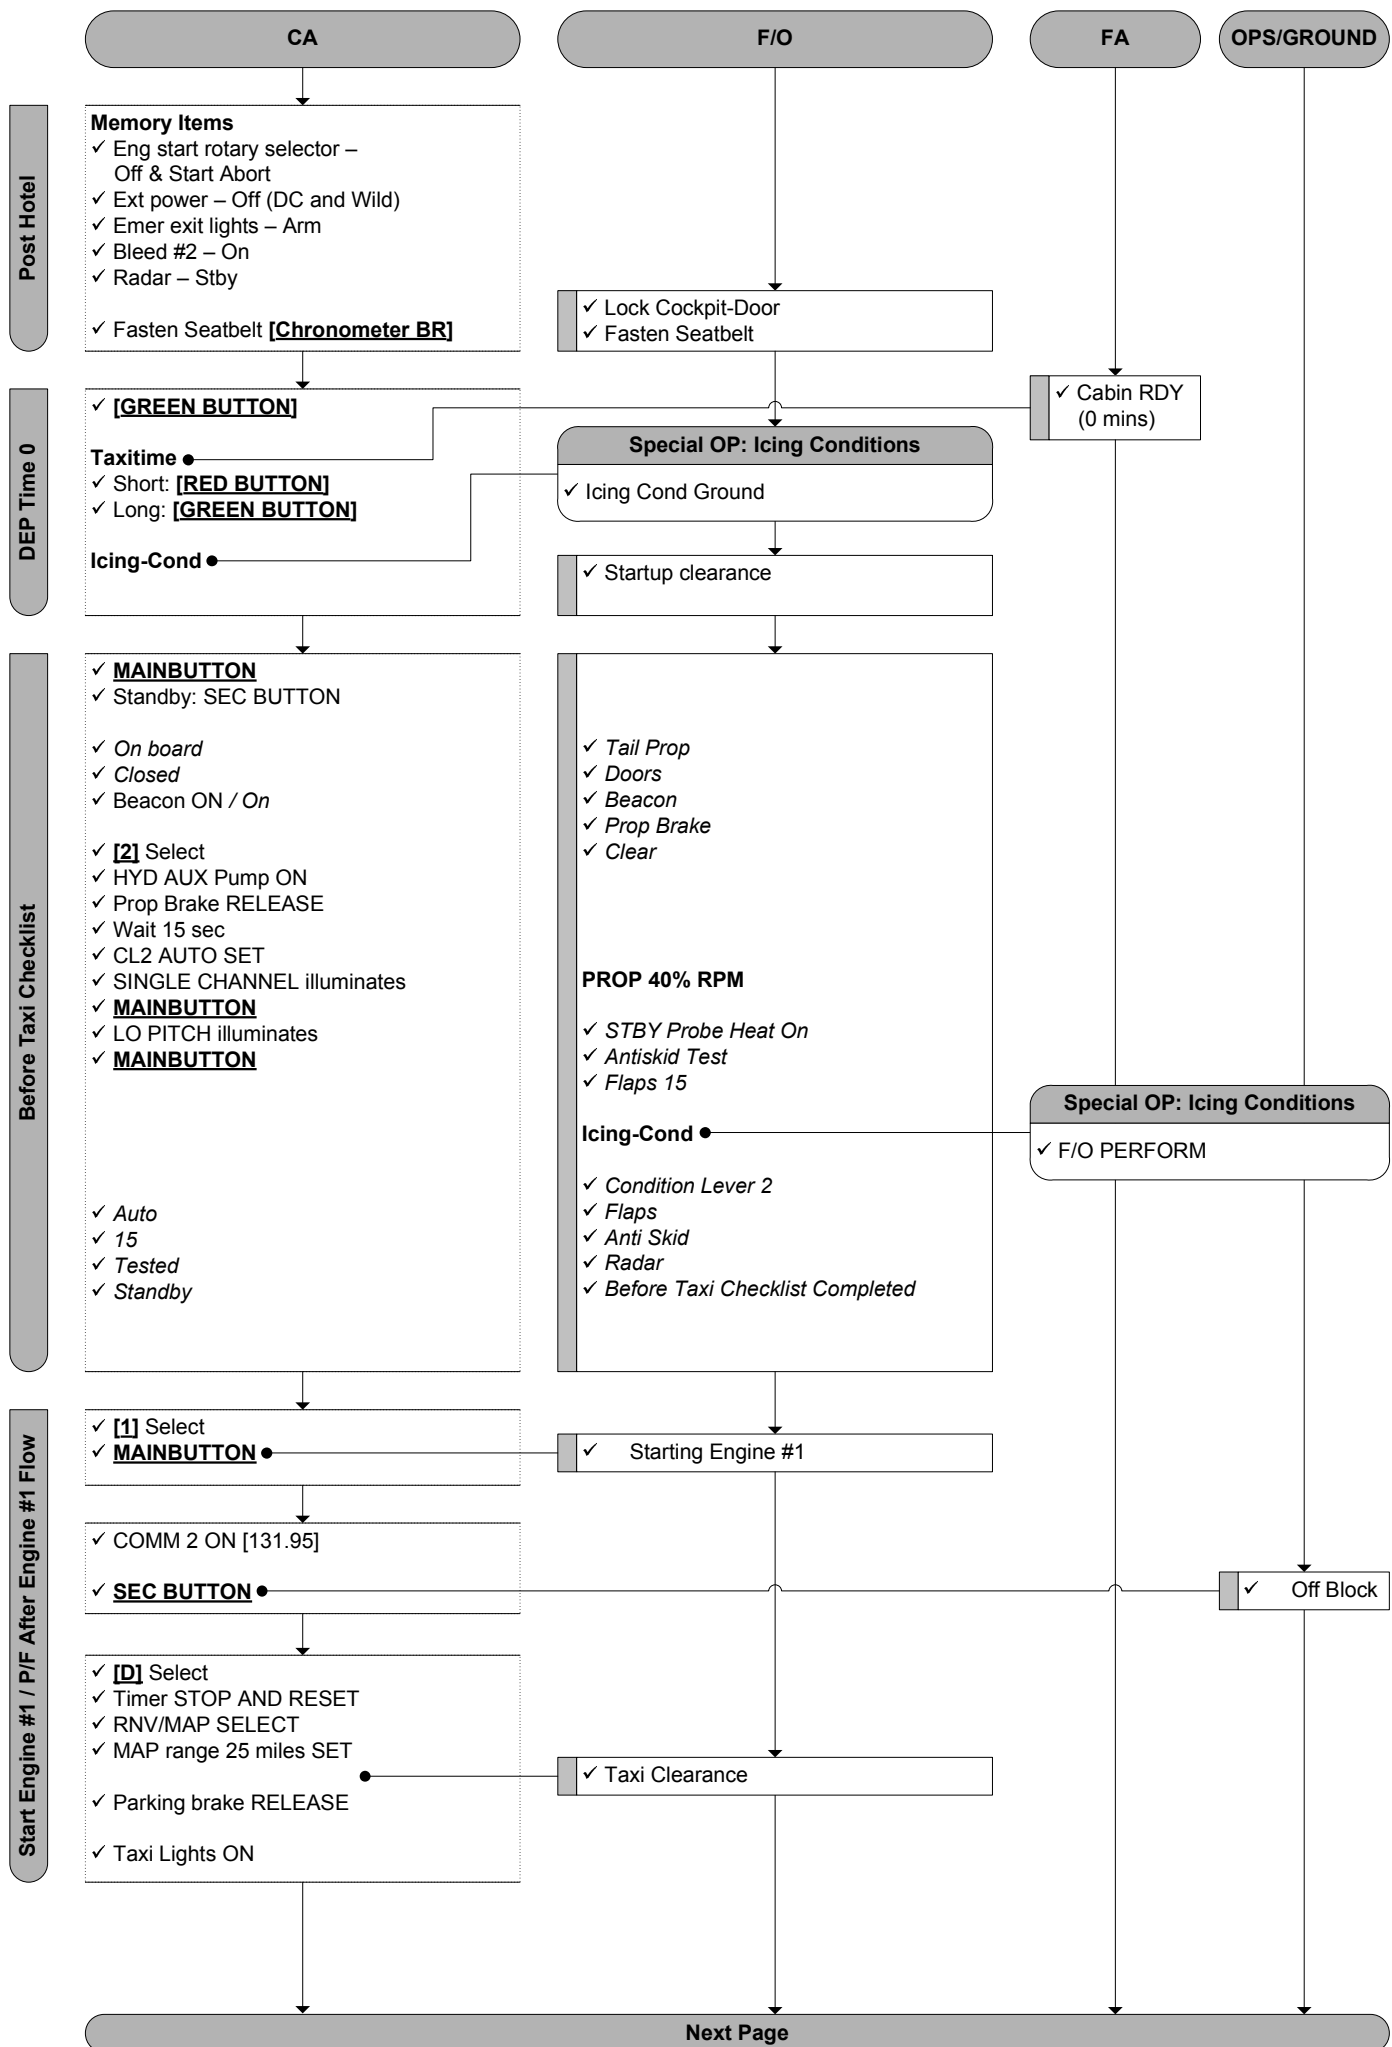 CA
F/O
FA
OPS/GROUND
Post Hotel
Memory Items
✓ Eng start rotary selector –
Off & Start Abort
✓ Ext power – Off (DC and Wild)
✓ Emer exit lights – Arm
✓ Bleed #2 – On
✓ Radar – Stby
✓ Fasten Seatbelt [Chronometer BR]
✓ Lock Cockpit-Door
✓ Fasten Seatbelt
DEP Time 0
✓ [GREEN BUTTON]
Taxitime
✓ Short: [RED BUTTON]
✓ Long: [GREEN BUTTON]
Icing-Cond
✓ Cabin RDY
(0 mins)
Special OP: Icing Conditions
✓ Icing Cond Ground
✓ Startup clearance
Before Taxi Checklist
✓ MAINBUTTON
✓ Standby: SEC BUTTON
✓ On board
✓ Closed
✓ Beacon ON / On
✓ [2] Select
✓ HYD AUX Pump ON
✓ Prop Brake RELEASE
✓ Wait 15 sec
✓ CL2 AUTO SET
✓ SINGLE CHANNEL illuminates
✓ MAINBUTTON
✓ LO PITCH illuminates
✓ MAINBUTTON
✓ Auto
✓ 15
✓ Tested
✓ Standby
✓ Tail Prop
✓ Doors
✓ Beacon
✓ Prop Brake
✓ Clear
PROP 40% RPM
✓ STBY Probe Heat On
✓ Antiskid Test
✓ Flaps 15
Icing-Cond
✓ Condition Lever 2
✓ Flaps
✓ Anti Skid
✓ Radar
✓ Before Taxi Checklist Completed
Special OP: Icing Conditions
✓ F/O PERFORM
Start Engine #1 / P/F After Engine #1 Flow
✓ [1] Select
✓ MAINBUTTON
✓ Starting Engine #1
✓ COMM 2 ON [131.95]
✓ SEC BUTTON
✓ Off Block
✓ [D] Select
✓ Timer STOP AND RESET
✓ RNV/MAP SELECT
✓ MAP range 25 miles SET
✓ Taxi Clearance
✓ Parking brake RELEASE
✓ Taxi Lights ON
Next Page